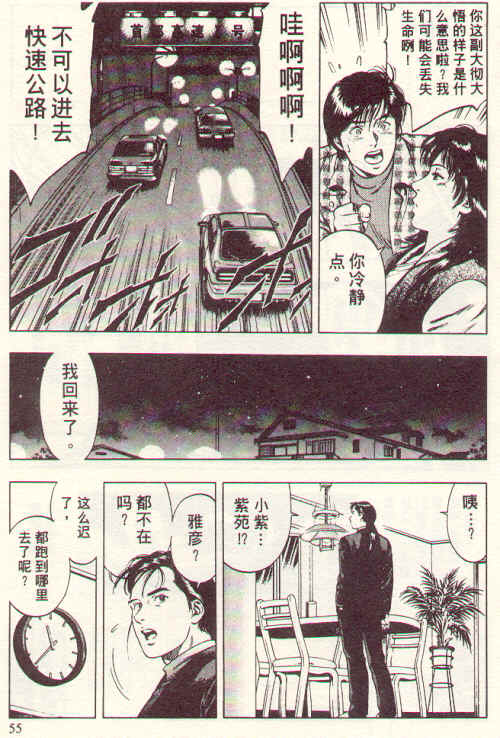 你这副大彻大
悟的样子是什
么意思啦？我
们可能会丢失
生命咧！
你冷静
点。
哇啊啊啊！
首都高速
号
不可以进去
快速公路！
我回来了。
咦…？
小紫…
紫苑!?
雅彦？
都不在
吗？
这么迟
了，
都跑到哪里
去了呢？
55